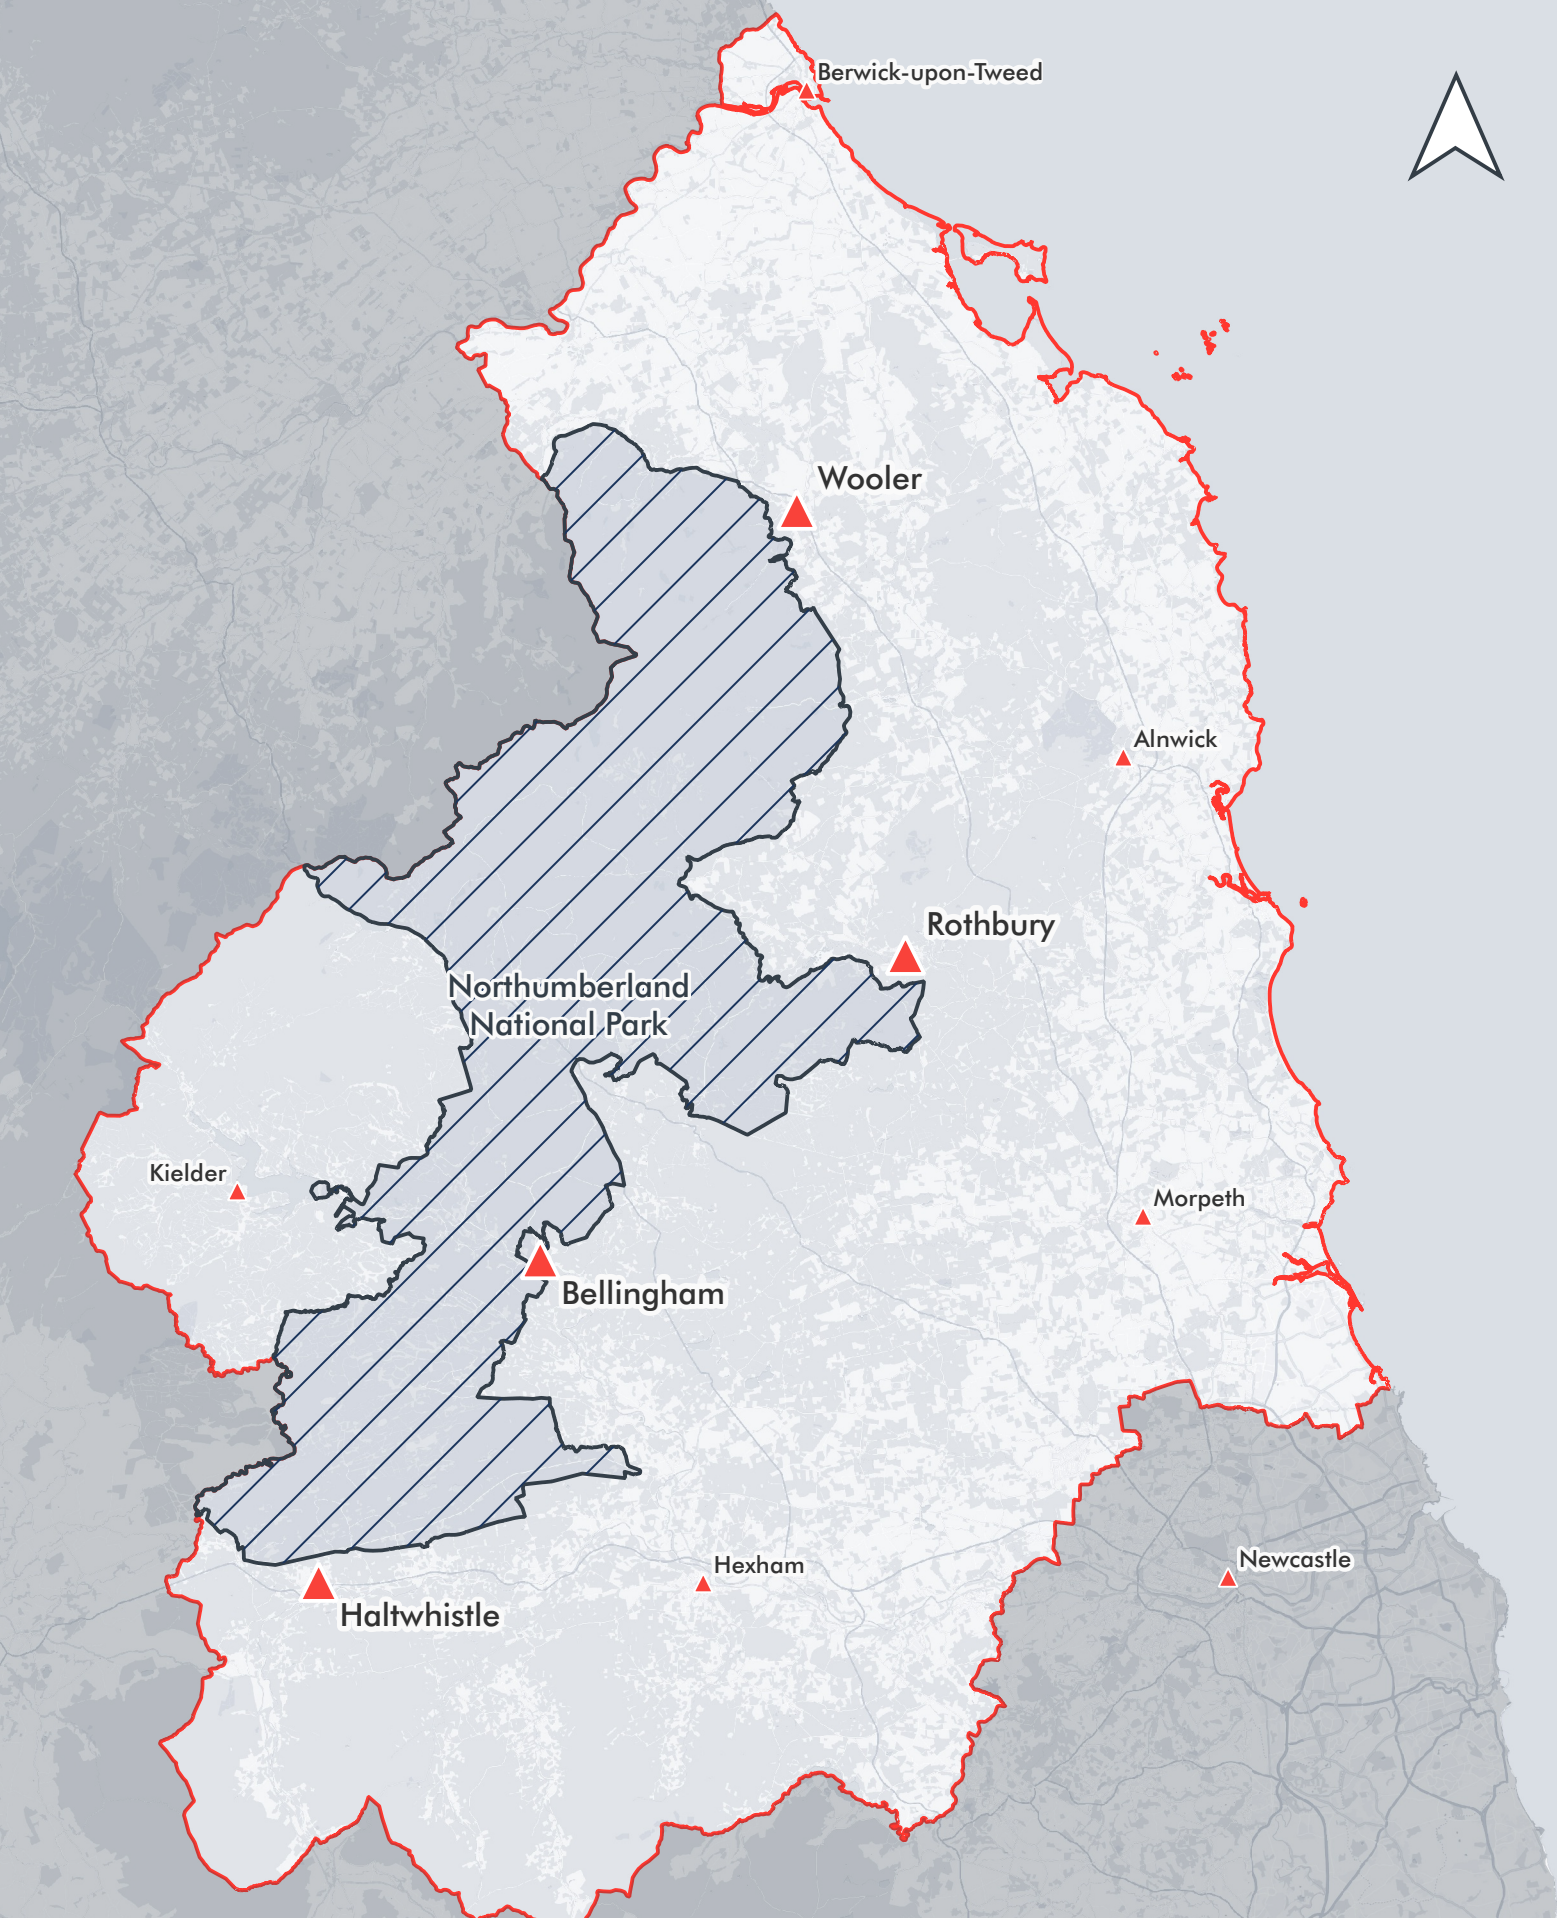 Berwick-upon-Tweed
Wooler
Alnwick
Rothbury
Northumberland
National Park
Kielder
Morpeth
Bellingham
Hexham
Newcastle
Haltwhistle